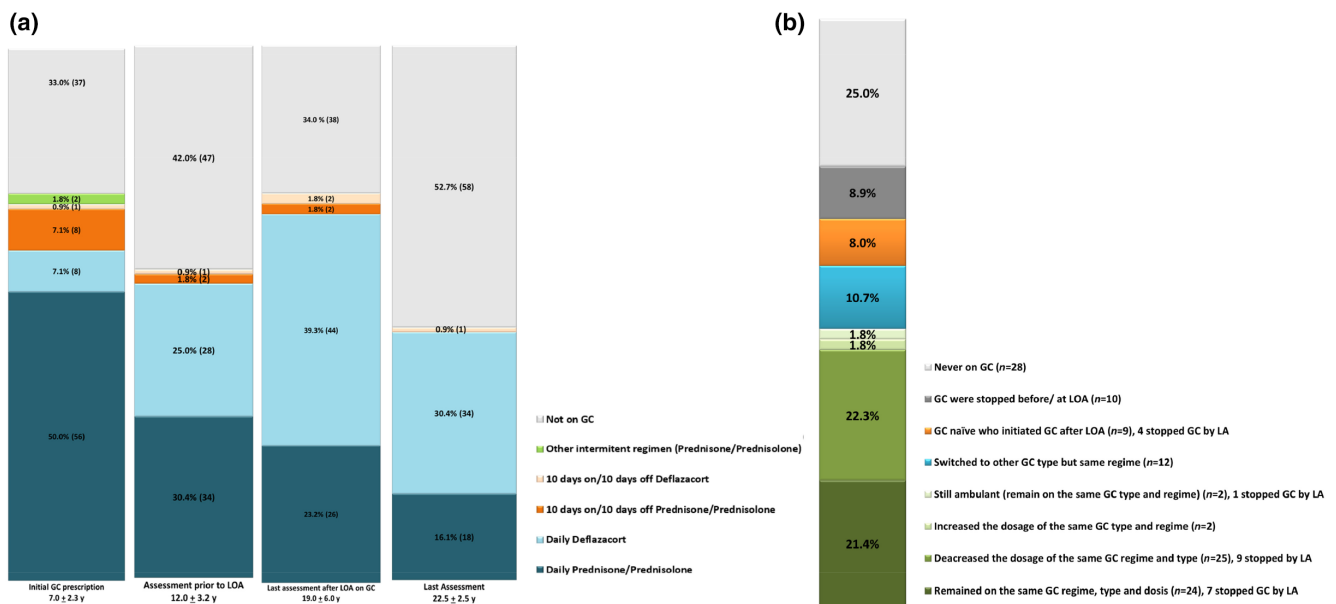 (a)
33.0% (37)
1.8% (2)
0.9% (1)
7.1% (8)
7.1% (8)
50.0% (56)
Initial GC prescription
7.0 ± 2.3 y
42.0% (47)
0.9% (1)
1.8% (2)
25.0% (28)
30.4% (34)
Assessment prior to LOA
12.0 ± 3.2 y
34.0 % (38)
1.8% (2)
1.8% (2)
39.3% (44)
23.2% (26)
Last assessment after LOA on GC
19.0 ± 6.0 y
52.7% (58)
0.9% (1)
30.4% (34)
16.1% (18)
Last Assessment
22.5 ± 2.5 y
Not on GC
Other intermitent regimen (Prednisone/Prednisolone)
10 days on/10 days off Deflazacort
10 days on/10 days off Prednisone/Prednisolone
Daily Deflazacort
Daily Prednisone/Prednisolone
(b)
25.0%
8.9%
8.0%
10.7%
1.8%
1.8%
22.3%
21.4%
Never on GC (n=28)
GC were stopped before/ at LOA (n=10)
GC naïve who initiated GC after LOA (n=9), 4 stopped GC by LA
Switched to other GC type but same regime (n=12)
Still ambulant (remain on the same GC type and regime) (n=2), 1 stopped GC by LA
Increased the dosage of the same GC type and regime (n=2)
Deacreased the dosage of the same GC regime and type (n=25), 9 stopped by LA
Remained on the same GC regime, type and dosis (n=24), 7 stopped GC by LA